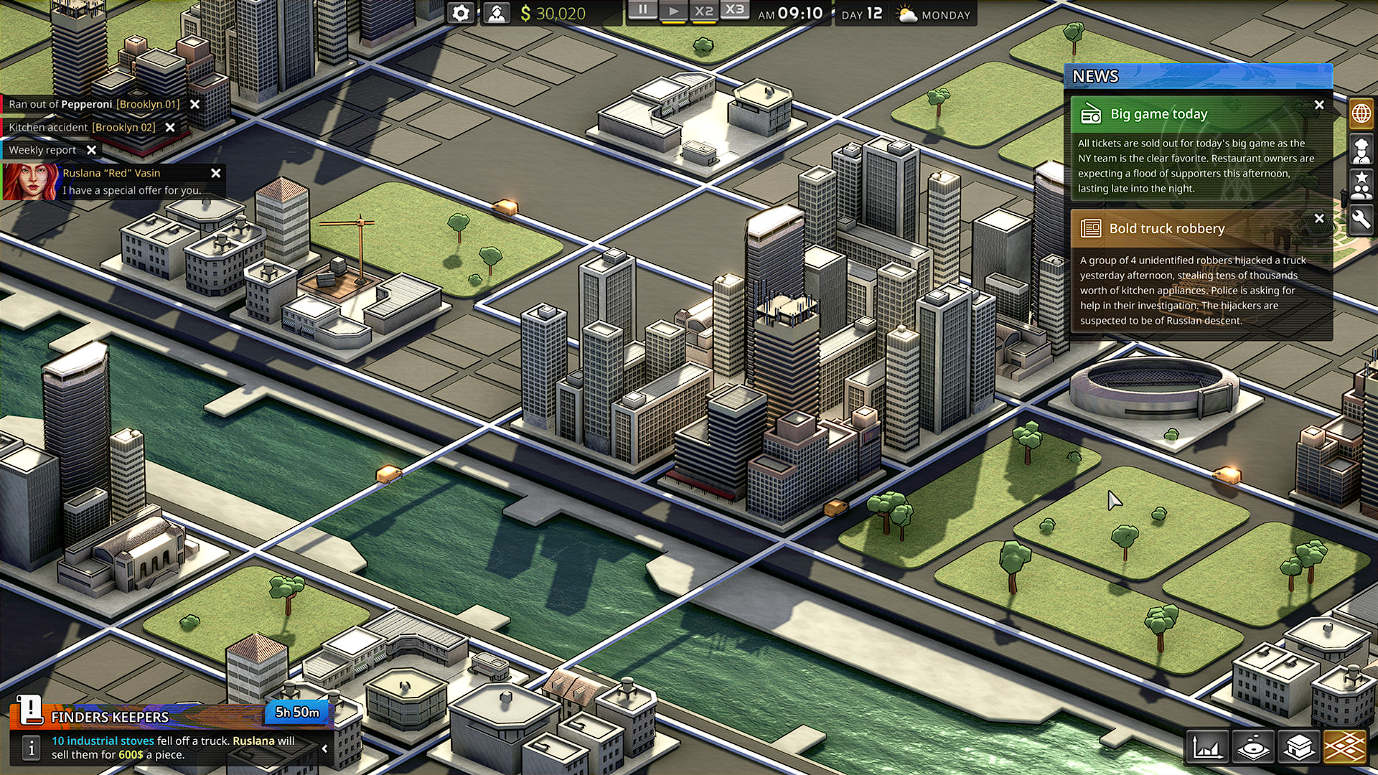 $ 30,020
X2
X3
AM 09:10
DAY 12
MONDAY
Ran out of Pepperoni [Brooklyn 01]
Kitchen accident [Brooklyn 02]
Weekly report
Ruslana “Red” Vasin
I have a special offer for you.
NEWS
Big game today
All tickets are sold out for today's big game as the
NY team is the clear favorite. Restaurant owners are
expecting a flood of supporters this afternoon,
lasting late into the night.
Bold truck robbery
A group of 4 unidentified robbers hijacked a truck
yesterday afternoon, stealing tens of thousands
worth of kitchen appliances. Police is asking for
help in their investigation. The hijackers are
suspected to be of Russian descent.
FINDERS KEEPERS
5h 50m
10 industrial stoves fell off a truck. Ruslana will
sell them for 600$ a piece.